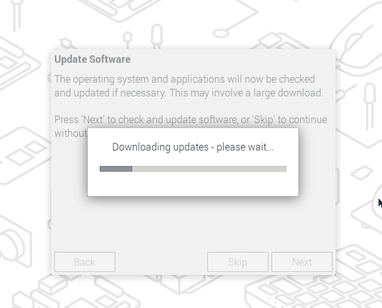 Update Software
The operating system and applications will now be checked
and updated if necessary. This may involve a large download.
Press 'Next' to check and update software, or 'Skip' to continue
without
Downloading updates - please wait...
Back
Skip
Next